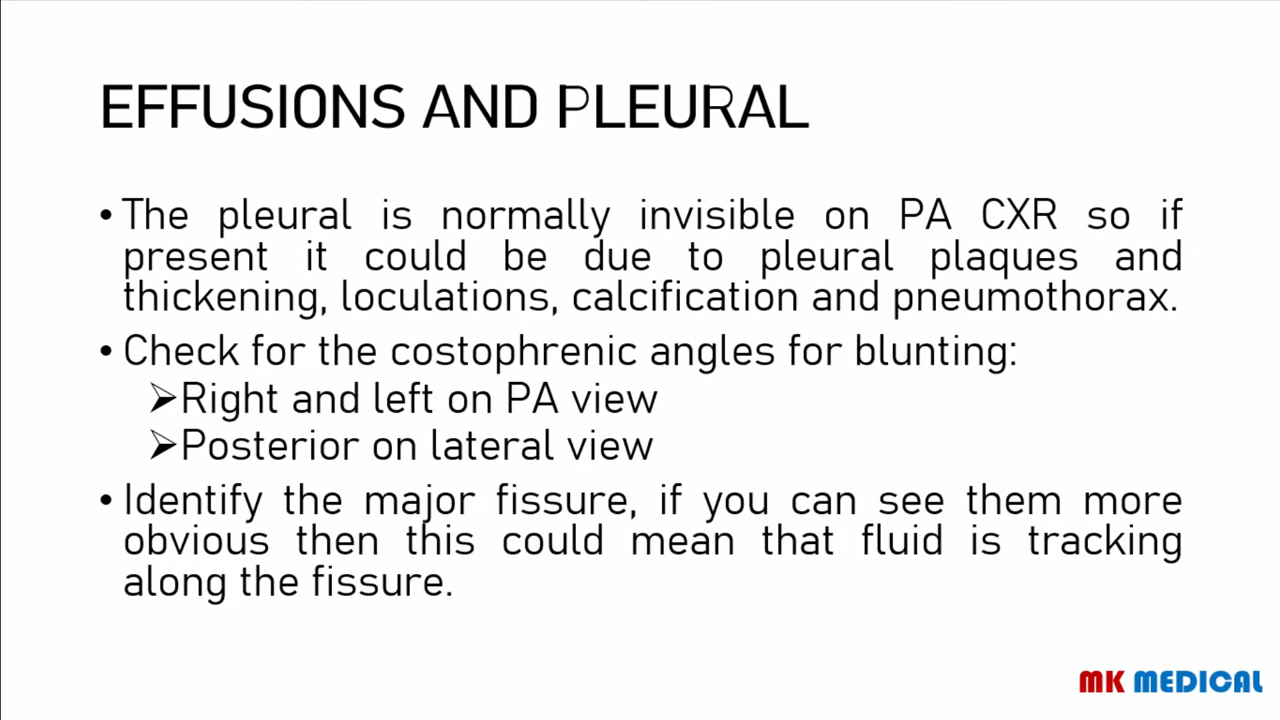 EFFUSIONS AND PLEURAL
• The pleural is normally invisible on PA CXR so if
present it could be due to pleural plaques and
thickening, loculations, calcification and pneumothorax.
• Check for the costophrenic angles for blunting:
➢Right and left on PA view
➢Posterior on lateral view
• Identify the major fissure, if you can see them more
obvious then this could mean that fluid is tracking
along the fissure.
MK MEDICAL